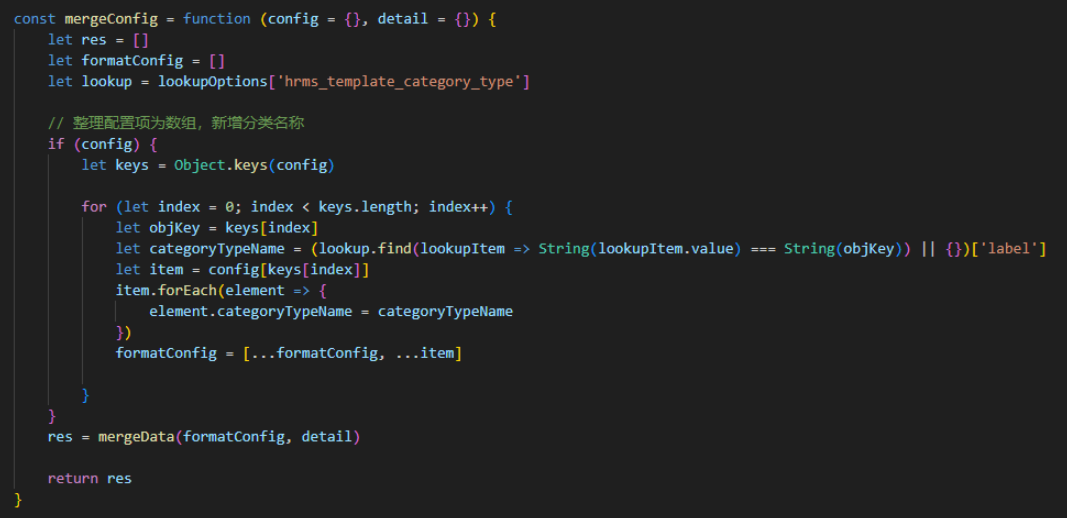 const mergeConfig = function (config = {}, detail = {}) {
    let res = []
    let formatConfig = []
    let lookup = lookupOptions['hrms_template_category_type']

    // 整理配置项为数组，新增分类名称
    if (config) {
        let keys = Object.keys(config)

        for (let index = 0; index < keys.length; index++) {
            let objKey = keys[index]
            let categoryTypeName = (lookup.find(lookupItem => String(lookupItem.value) === String(objKey)) || {})['label']
            let item = config[keys[index]]
            item.forEach(element => {
                element.categoryTypeName = categoryTypeName
            })
            formatConfig = [...formatConfig, ...item]

        }
    }
    res = mergeData(formatConfig, detail)

    return res
}